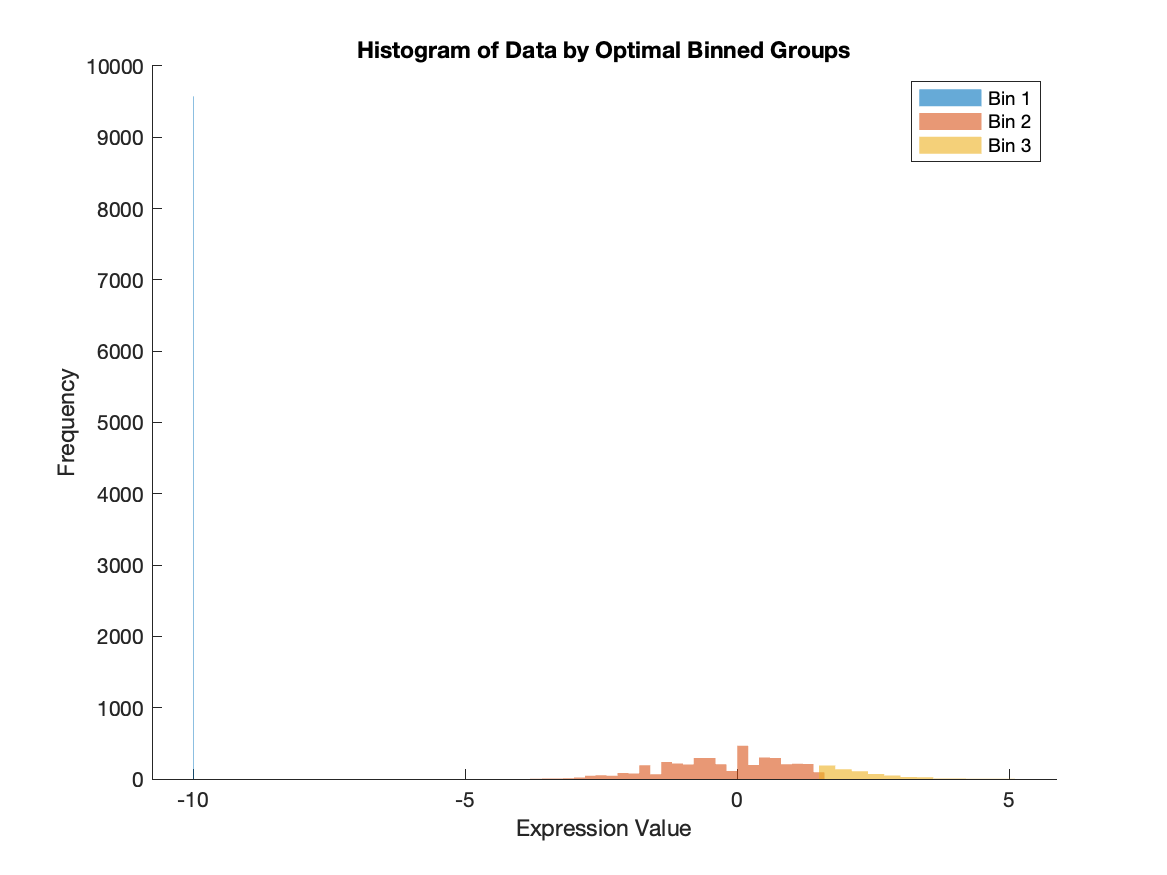 Histogram of Data by Optimal Binned Groups
10000
9000
8000
7000
6000
5000
4000
3000
2000
1000
0
Frequency
Bin 1
Bin 2
Bin 3
-10
-5
0
5
Expression Value